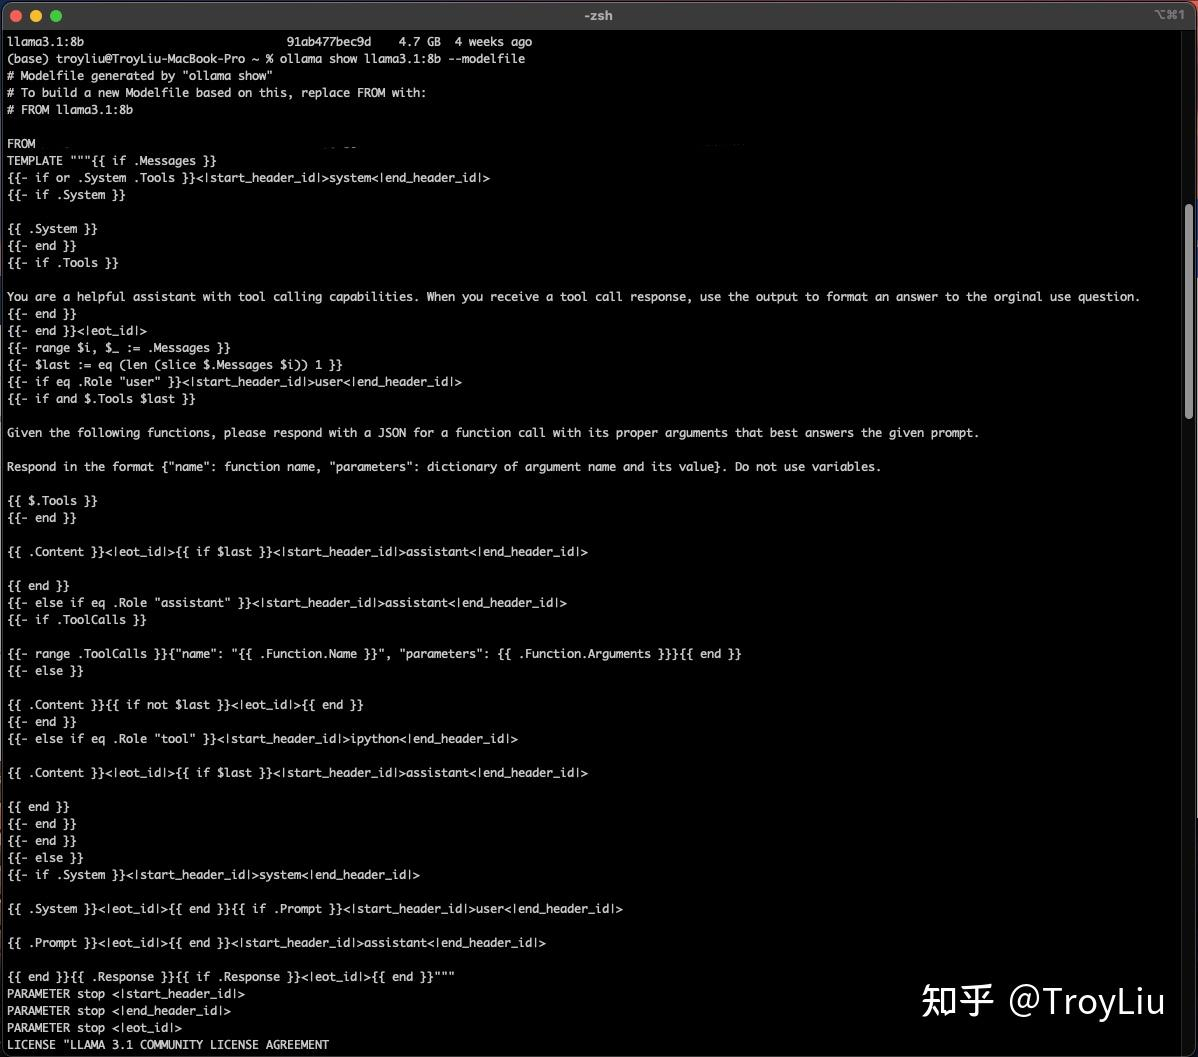 -zsh
⌥⌘1
llama3.1:8b 91ab477bec9d 4.7 GB 4 weeks ago
(base) troyliu@TroyLiu-MacBook-Pro ~ % ollama show llama3.1:8b --modelfile
# Modelfile generated by "ollama show"
# To build a new Modelfile based on this, replace FROM with:
# FROM llama3.1:8b
FROM
TEMPLATE """{{ if .Messages }}
{{- if or .System .Tools }}<|start_header_id|>system<|end_header_id|>
{{- if .System }}
{{ .System }}
{{- end }}
{{- if .Tools }}
You are a helpful assistant with tool calling capabilities. When you receive a tool call response, use the output to format an answer to the orginal use question.
{{- end }}
{{- end }}<|eot_id|>
{{- range $i, $_ := .Messages }}
{{- $last := eq (len (slice $.Messages $i)) 1 }}
{{- if eq .Role "user" }}<|start_header_id|>user<|end_header_id|>
{{- if and $.Tools $last }}
Given the following functions, please respond with a JSON for a function call with its proper arguments that best answers the given prompt.
Respond in the format {"name": function name, "parameters": dictionary of argument name and its value}. Do not use variables.
{{ $.Tools }}
{{- end }}
{{ .Content }}<|eot_id|>{{ if $last }}<|start_header_id|>assistant<|end_header_id|>
{{ end }}
{{- else if eq .Role "assistant" }}<|start_header_id|>assistant<|end_header_id|>
{{- if .ToolCalls }}
{{- range .ToolCalls }}{"name": "{{ .Function.Name }}", "parameters": {{ .Function.Arguments }}}{{ end }}
{{- else }}
{{ .Content }}{{ if not $last }}<|eot_id|>{{ end }}
{{- end }}
{{- else if eq .Role "tool" }}<|start_header_id|>ipython<|end_header_id|>
{{ .Content }}<|eot_id|>{{ if $last }}<|start_header_id|>assistant<|end_header_id|>
{{ end }}
{{- end }}
{{- end }}
{{- else }}
{{- if .System }}<|start_header_id|>system<|end_header_id|>
{{ .System }}<|eot_id|>{{ end }}{{ if .Prompt }}<|start_header_id|>user<|end_header_id|>
{{ .Prompt }}<|eot_id|>{{ end }}<|start_header_id|>assistant<|end_header_id|>
{{ end }}{{ .Response }}{{ if .Response }}<|eot_id|>{{ end }}"""
PARAMETER stop <|start_header_id|>
PARAMETER stop <|end_header_id|>
PARAMETER stop <|eot_id|>
LICENSE "LLAMA 3.1 COMMUNITY LICENSE AGREEMENT
知乎 @TroyLiu